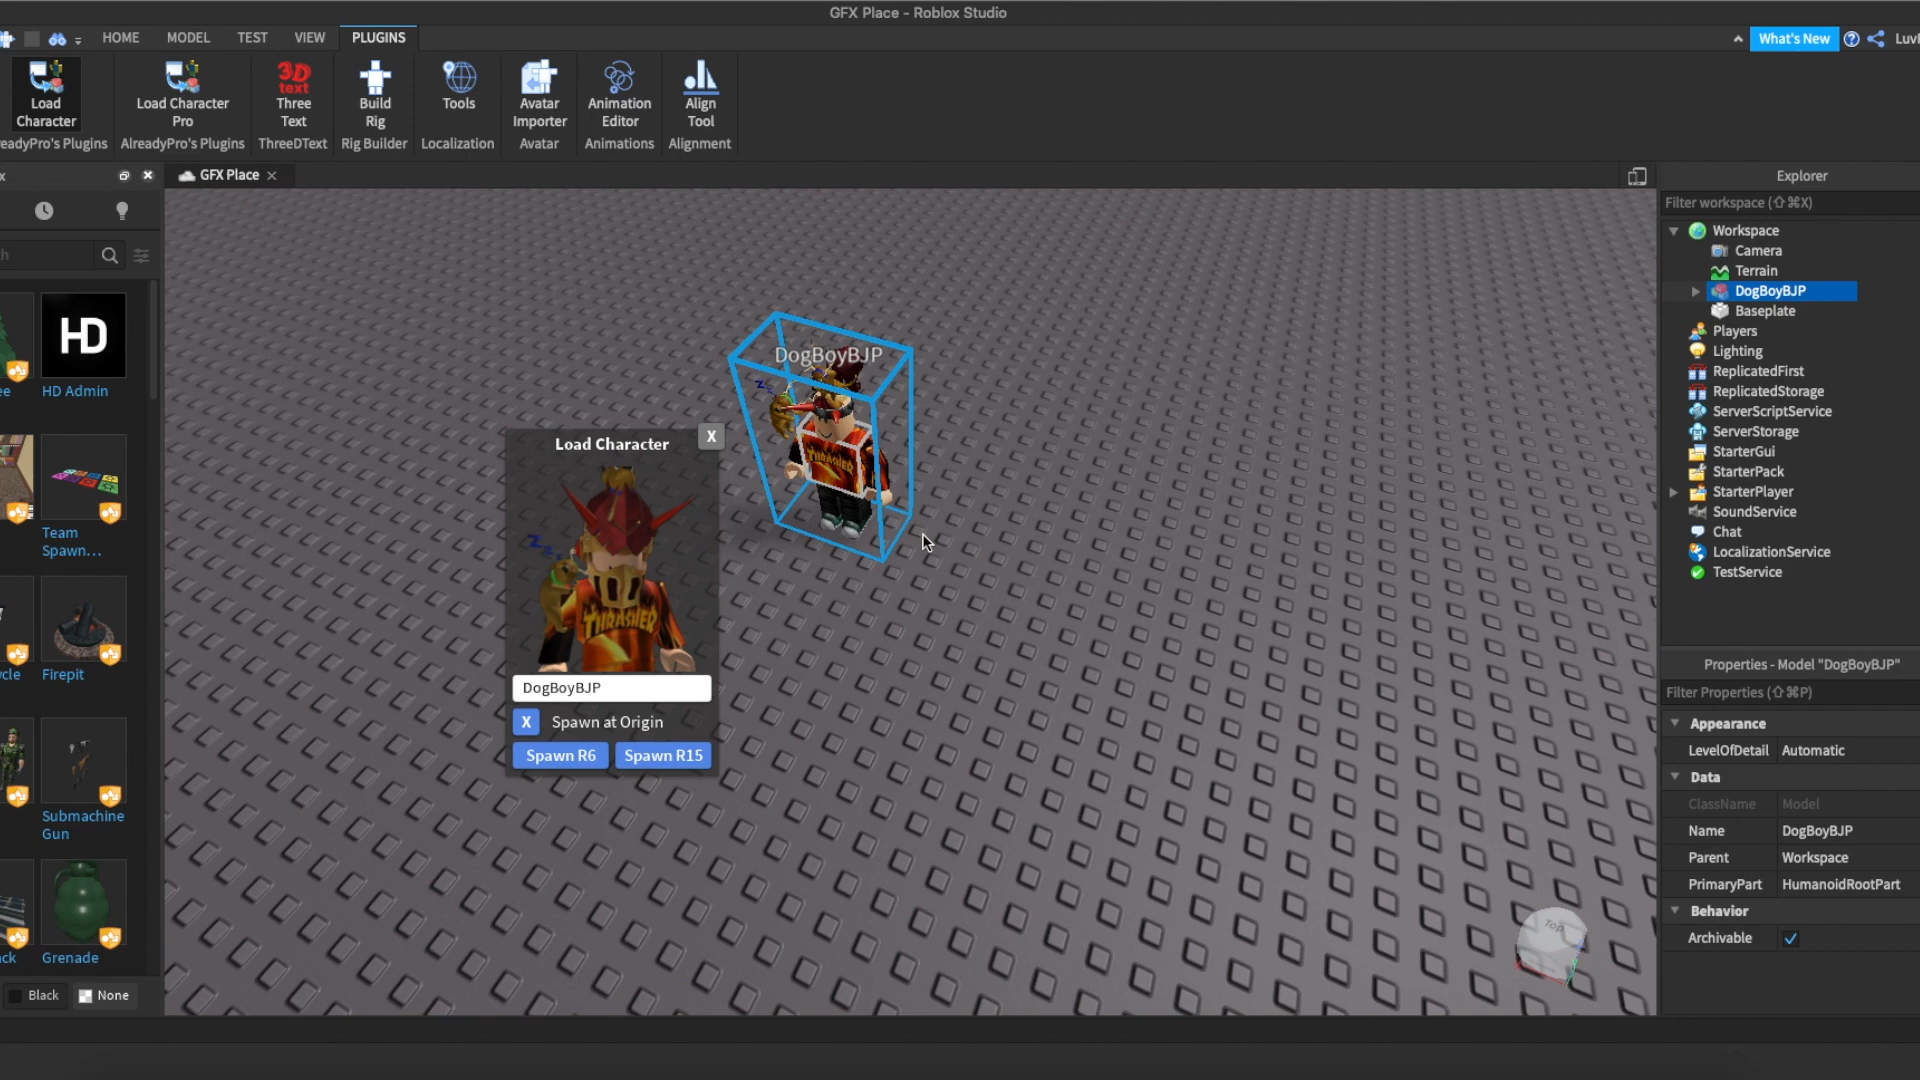 GFX Place - Roblox Studio
HOME MODEL TEST VIEW PLUGINS
What's New
Load Character
Load Character Pro
3D text
Three Text
Build Rig
Tools
Avatar Importer
Animation Editor
Align Tool
AlreadyPro's Plugins
ThreeDText
Rig Builder
Localization
Avatar
Animations
Alignment
GFX Place
HD
HD Admin
Team
Spawn...
Firepit
Submachine
Gun
Grenade
Black None
DogBoyBJP
Load Character
X
THRASHER
DogBoyBJP
X Spawn at Origin
Spawn R6 Spawn R15
THRASHER
Top
Explorer
Filter workspace (⇧⌘X)
Workspace
Camera
Terrain
DogBoyBJP
Baseplate
Players
Lighting
ReplicatedFirst
ReplicatedStorage
ServerScriptService
ServerStorage
StarterGui
StarterPack
StarterPlayer
SoundService
Chat
LocalizationService
TestService
Properties - Model "DogBoyBJP"
Filter Properties (⇧⌘P)
Appearance
LevelOfDetail Automatic
Data
ClassName Model
Name DogBoyBJP
Parent Workspace
PrimaryPart HumanoidRootPart
Behavior
Archivable